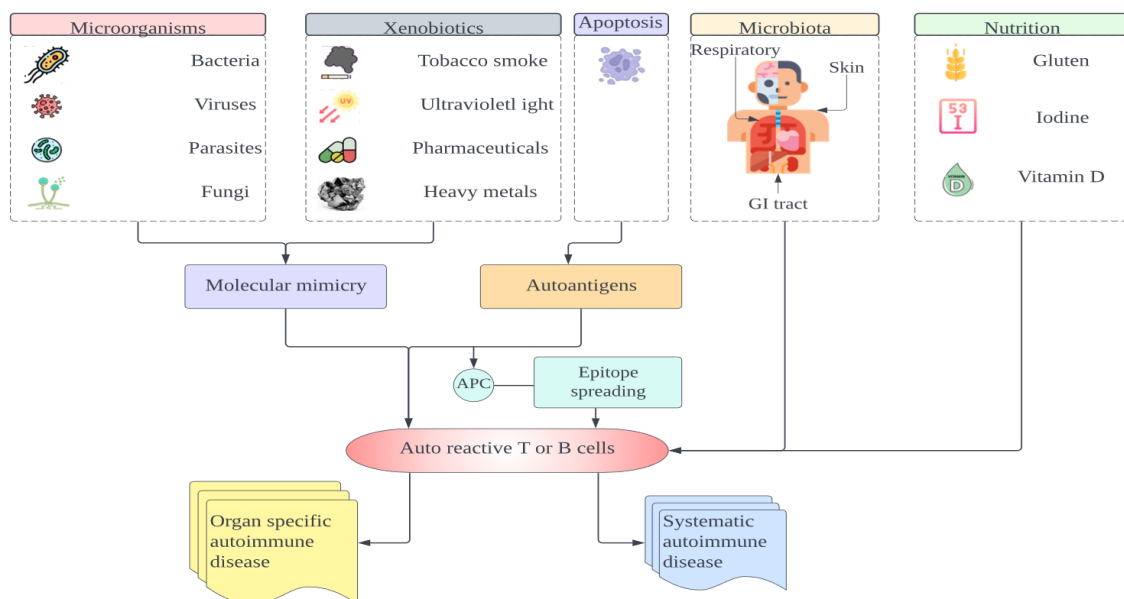 Microorganisms
Bacteria
Viruses
Parasites
Fungi
Xenobiotics
Tobacco smoke
UV
Ultravioletl ight
Pharmaceuticals
Heavy metals
Apoptosis
Microbiota
Respiratory
Skin
GI tract
Nutrition
Gluten
53
I
Iodine
VITAMIN
D
Vitamin D
Molecular mimicry
Autoantigens
APC
Epitope
spreading
Auto reactive T or B cells
Organ specific
autoimmune
disease
Systematic
autoimmune
disease